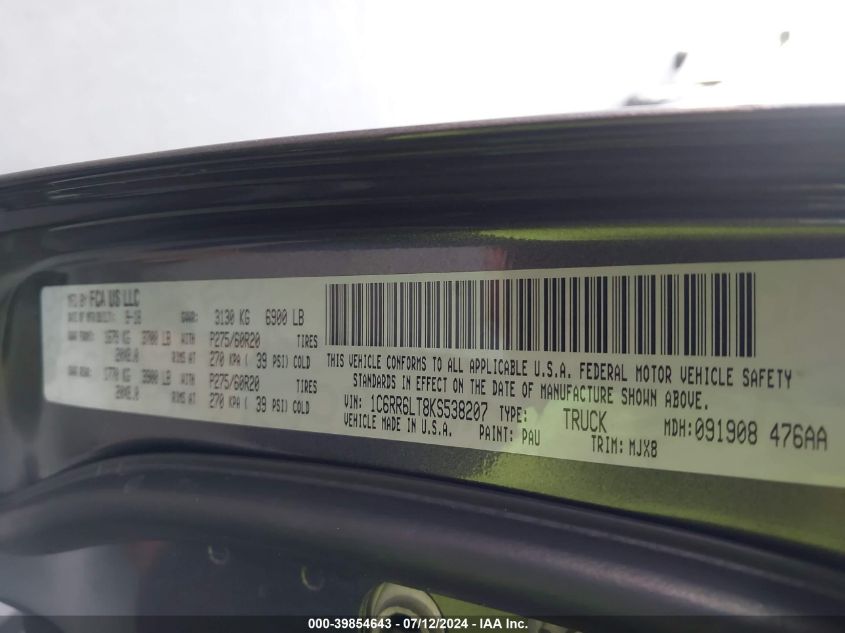 MFD BY FCA US LLC
DATE OF MFR 9-18 GVWR: 3130 KG 6900 LB
GAWR FRONT: 1679 KG 3700 LB WITH P275/60R20 TIRES
20X8.0 RIMS AT 270 KPA ( 39 PSI) COLD
GAWR REAR: 1770 KG 3900 LB WITH P275/60R20 TIRES
20X8.0 RIMS AT 270 KPA ( 39 PSI) COLD
THIS VEHICLE CONFORMS TO ALL APPLICABLE U.S.A. FEDERAL MOTOR VEHICLE SAFETY
STANDARDS IN EFFECT ON THE DATE OF MANUFACTURE SHOWN ABOVE.
VIN: 1C6RR6LT8KS538207 TYPE: TRUCK MDH:091908 476AA
VEHICLE MADE IN U.S.A. PAINT: PAU TRIM: MJX8
000-39854643 - 07/12/2024 - IAA Inc.